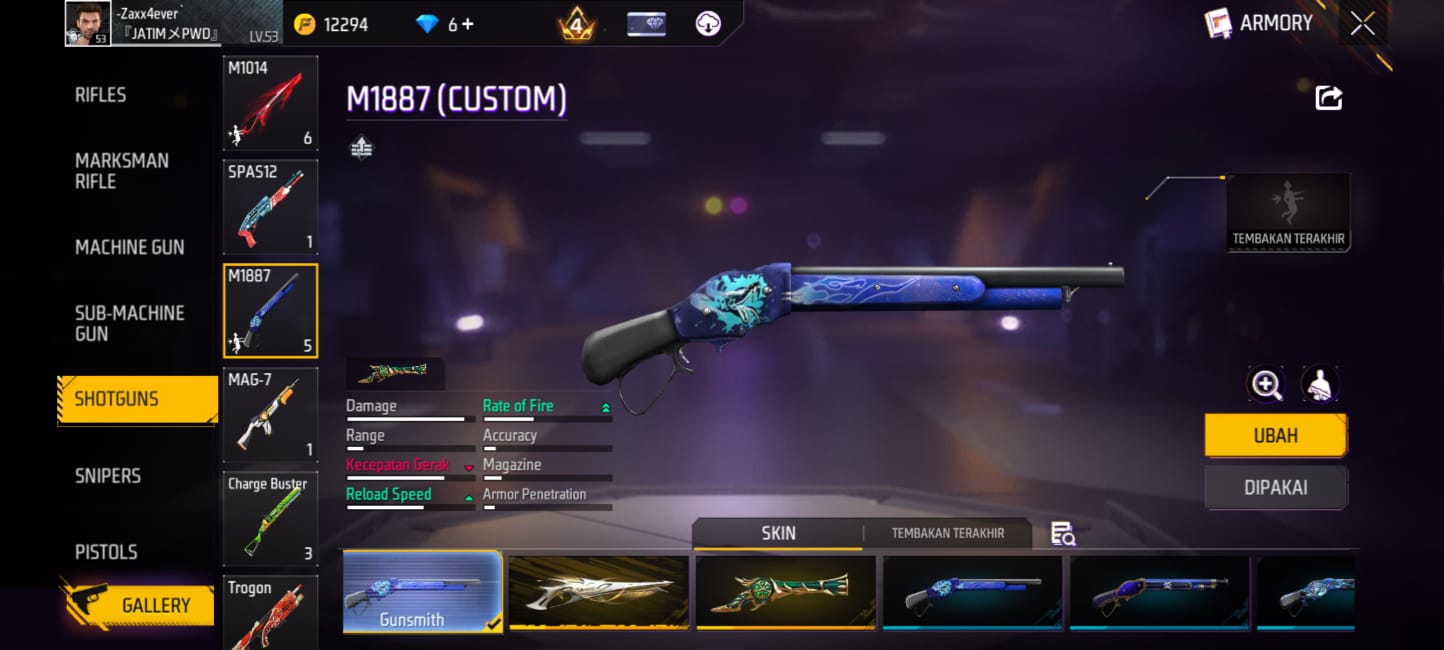 -Zaxx4ever`
『JATIMㄨPWD』
LV.53
53
12294
6+
4
ARMORY
RIFLES
MARKSMAN
RIFLE
MACHINE GUN
SUB-MACHINE
GUN
SHOTGUNS
SNIPERS
PISTOLS
GALLERY
M1014
6
SPAS12
1
M1887
5
MAG-7
1
Charge Buster
3
Trogon
M1887 (CUSTOM)
TEMBAKAN TERAKHIR
Damage
Rate of Fire
Range
Accuracy
Kecepatan Gerak
Magazine
Reload Speed
Armor Penetration
UBAH
DIPAKAI
SKIN
TEMBAKAN TERAKHIR
Gunsmith